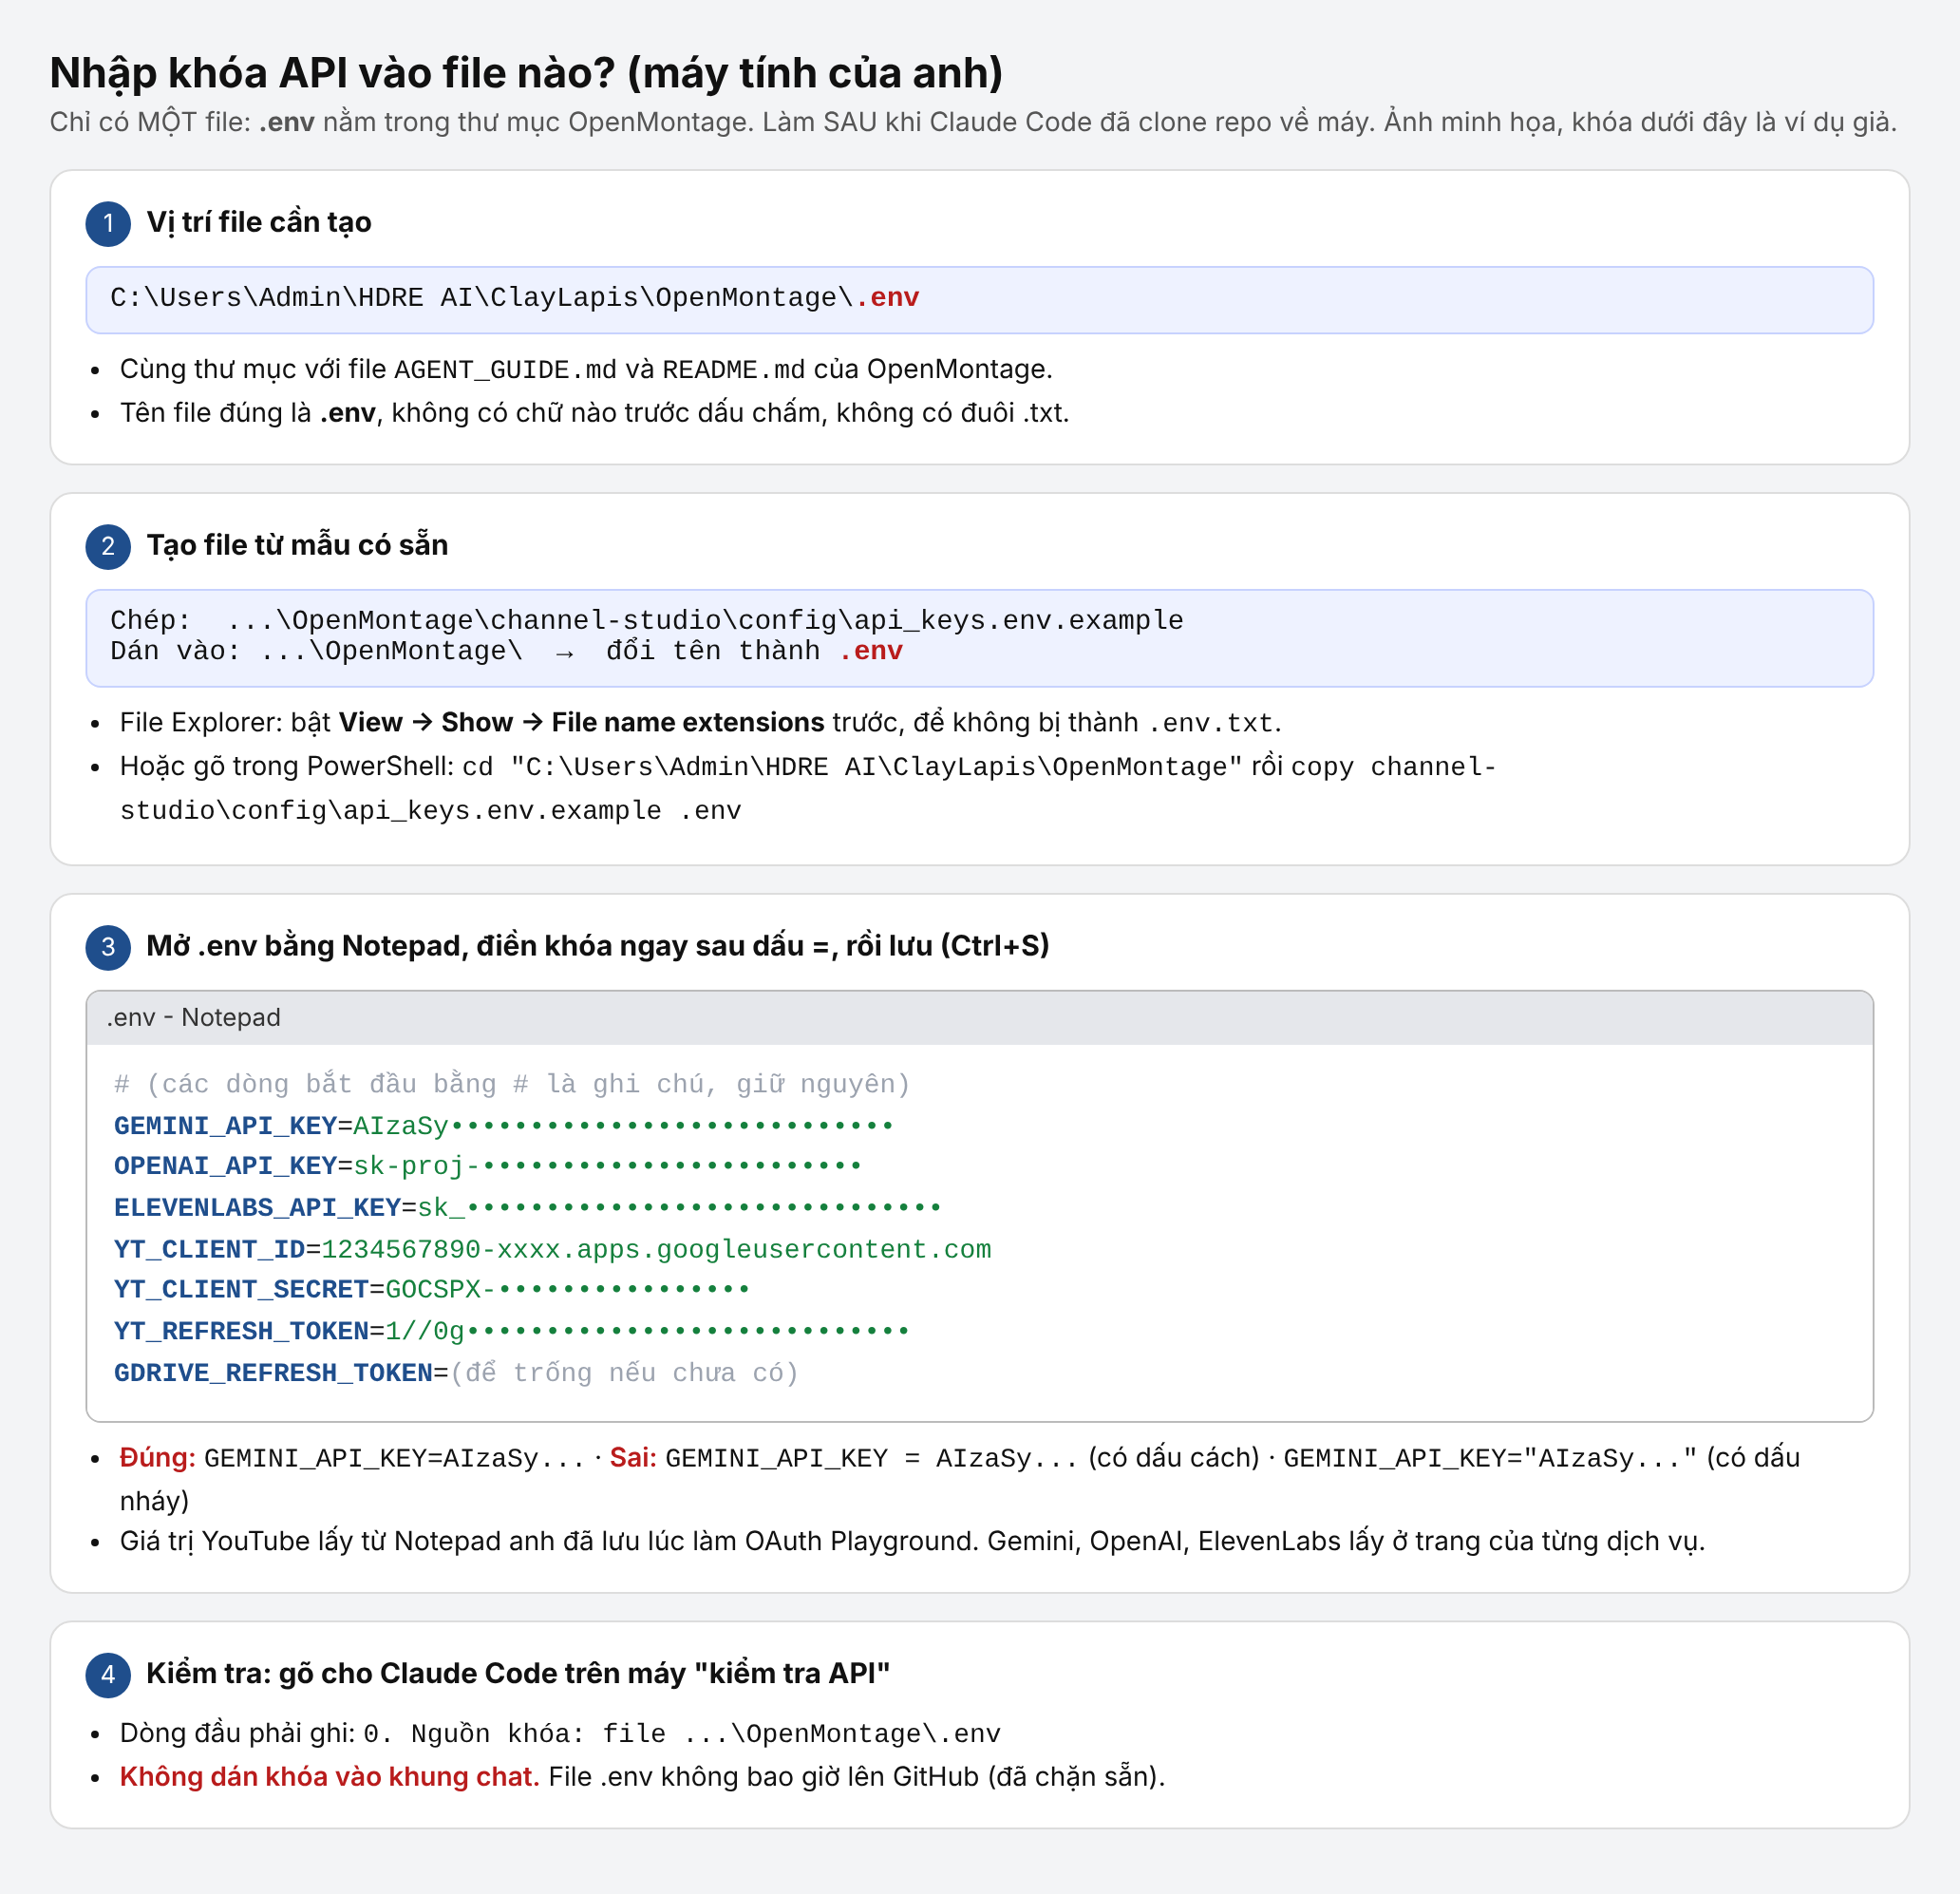 Nhập khóa API vào file nào? (máy tính của anh)
Chỉ có MỘT file: .env nằm trong thư mục OpenMontage. Làm SAU khi Claude Code đã clone repo về máy. Ảnh minh họa, khóa dưới đây là ví dụ giả.
1 Vị trí file cần tạo
C:\Users\Admin\HDRE AI\ClayLapis\OpenMontage\.env
• Cùng thư mục với file AGENT_GUIDE.md và README.md của OpenMontage.
• Tên file đúng là .env, không có chữ nào trước dấu chấm, không có đuôi .txt.
2 Tạo file từ mẫu có sẵn
Chép:  ...\OpenMontage\channel-studio\config\api_keys.env.example
Dán vào: ...\OpenMontage\  →  đổi tên thành .env
• File Explorer: bật View → Show → File name extensions trước, để không bị thành .env.txt.
• Hoặc gõ trong PowerShell: cd "C:\Users\Admin\HDRE AI\ClayLapis\OpenMontage" rồi copy channel-
studio\config\api_keys.env.example .env
3 Mở .env bằng Notepad, điền khóa ngay sau dấu =, rồi lưu (Ctrl+S)
.env - Notepad
# (các dòng bắt đầu bằng # là ghi chú, giữ nguyên)
GEMINI_API_KEY=AIzaSy••••••••••••••••••••••••••••
OPENAI_API_KEY=sk-proj-••••••••••••••••••••••••
ELEVENLABS_API_KEY=sk_••••••••••••••••••••••••••••••
YT_CLIENT_ID=1234567890-xxxx.apps.googleusercontent.com
YT_CLIENT_SECRET=GOCSPX-••••••••••••••••
YT_REFRESH_TOKEN=1//0g••••••••••••••••••••••••••••
GDRIVE_REFRESH_TOKEN=(để trống nếu chưa có)
• Đúng: GEMINI_API_KEY=AIzaSy... · Sai: GEMINI_API_KEY = AIzaSy... (có dấu cách) · GEMINI_API_KEY="AIzaSy..." (có dấu
nháy)
• Giá trị YouTube lấy từ Notepad anh đã lưu lúc làm OAuth Playground. Gemini, OpenAI, ElevenLabs lấy ở trang của từng dịch vụ.
4 Kiểm tra: gõ cho Claude Code trên máy "kiểm tra API"
• Dòng đầu phải ghi: 0. Nguồn khóa: file ...\OpenMontage\.env
• Không dán khóa vào khung chat. File .env không bao giờ lên GitHub (đã chặn sẵn).